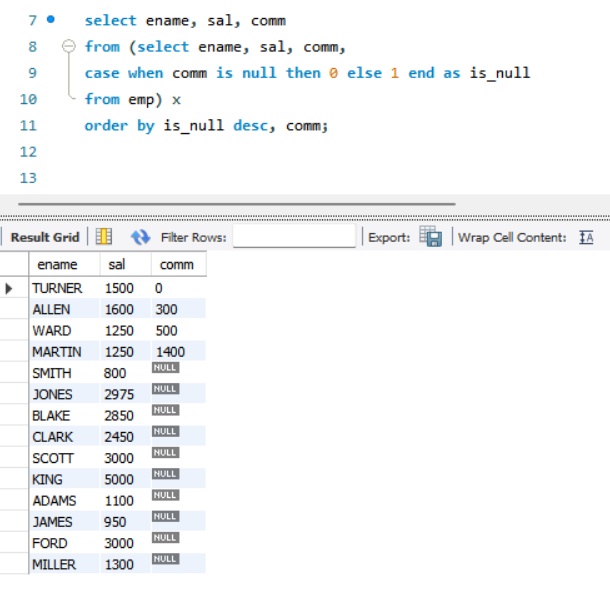 7 select ename, sal, comm
8 from (select ename, sal, comm,
9 case when comm is null then 0 else 1 end as is_null
10 from emp) x
11 order by is_null desc, comm;
12
13
Result Grid Filter Rows: Export: Wrap Cell Content: IA
ename sal comm
TURNER 1500 0
ALLEN 1600 300
WARD 1250 500
MARTIN 1250 1400
SMITH 800 NULL
JONES 2975 NULL
BLAKE 2850 NULL
CLARK 2450 NULL
SCOTT 3000 NULL
KING 5000 NULL
ADAMS 1100 NULL
JAMES 950 NULL
FORD 3000 NULL
MILLER 1300 NULL